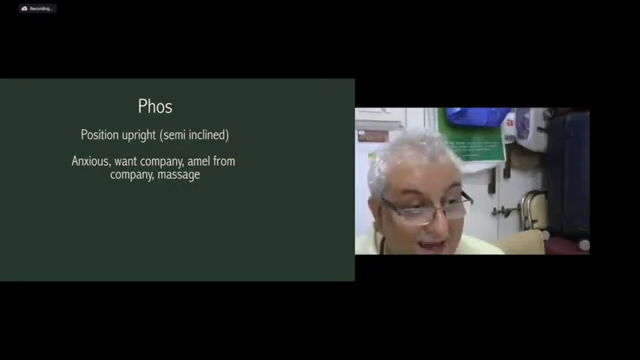 Recording...
Phos
Position upright (semi inclined)
Anxious, want company, amel from
company, massage